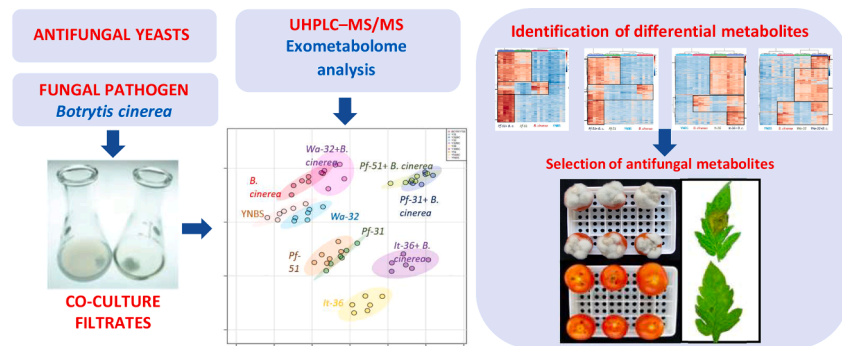 ANTIFUNGAL YEASTS
FUNGAL PATHOGEN
Botrytis cinerea
CO-CULTURE
FILTRATES
UHPLC–MS/MS
Exometabolome
analysis
Wa-32+B.
cinerea
Pf-51+ B. cinerea
B.
cinerea
Pf-31+ B.
cinerea
YNBS
Wa-32
Pf-31
Pf-
51
It-36+ B.
cinerea
It-36
Identification of differential metabolites
Selection of antifungal metabolites